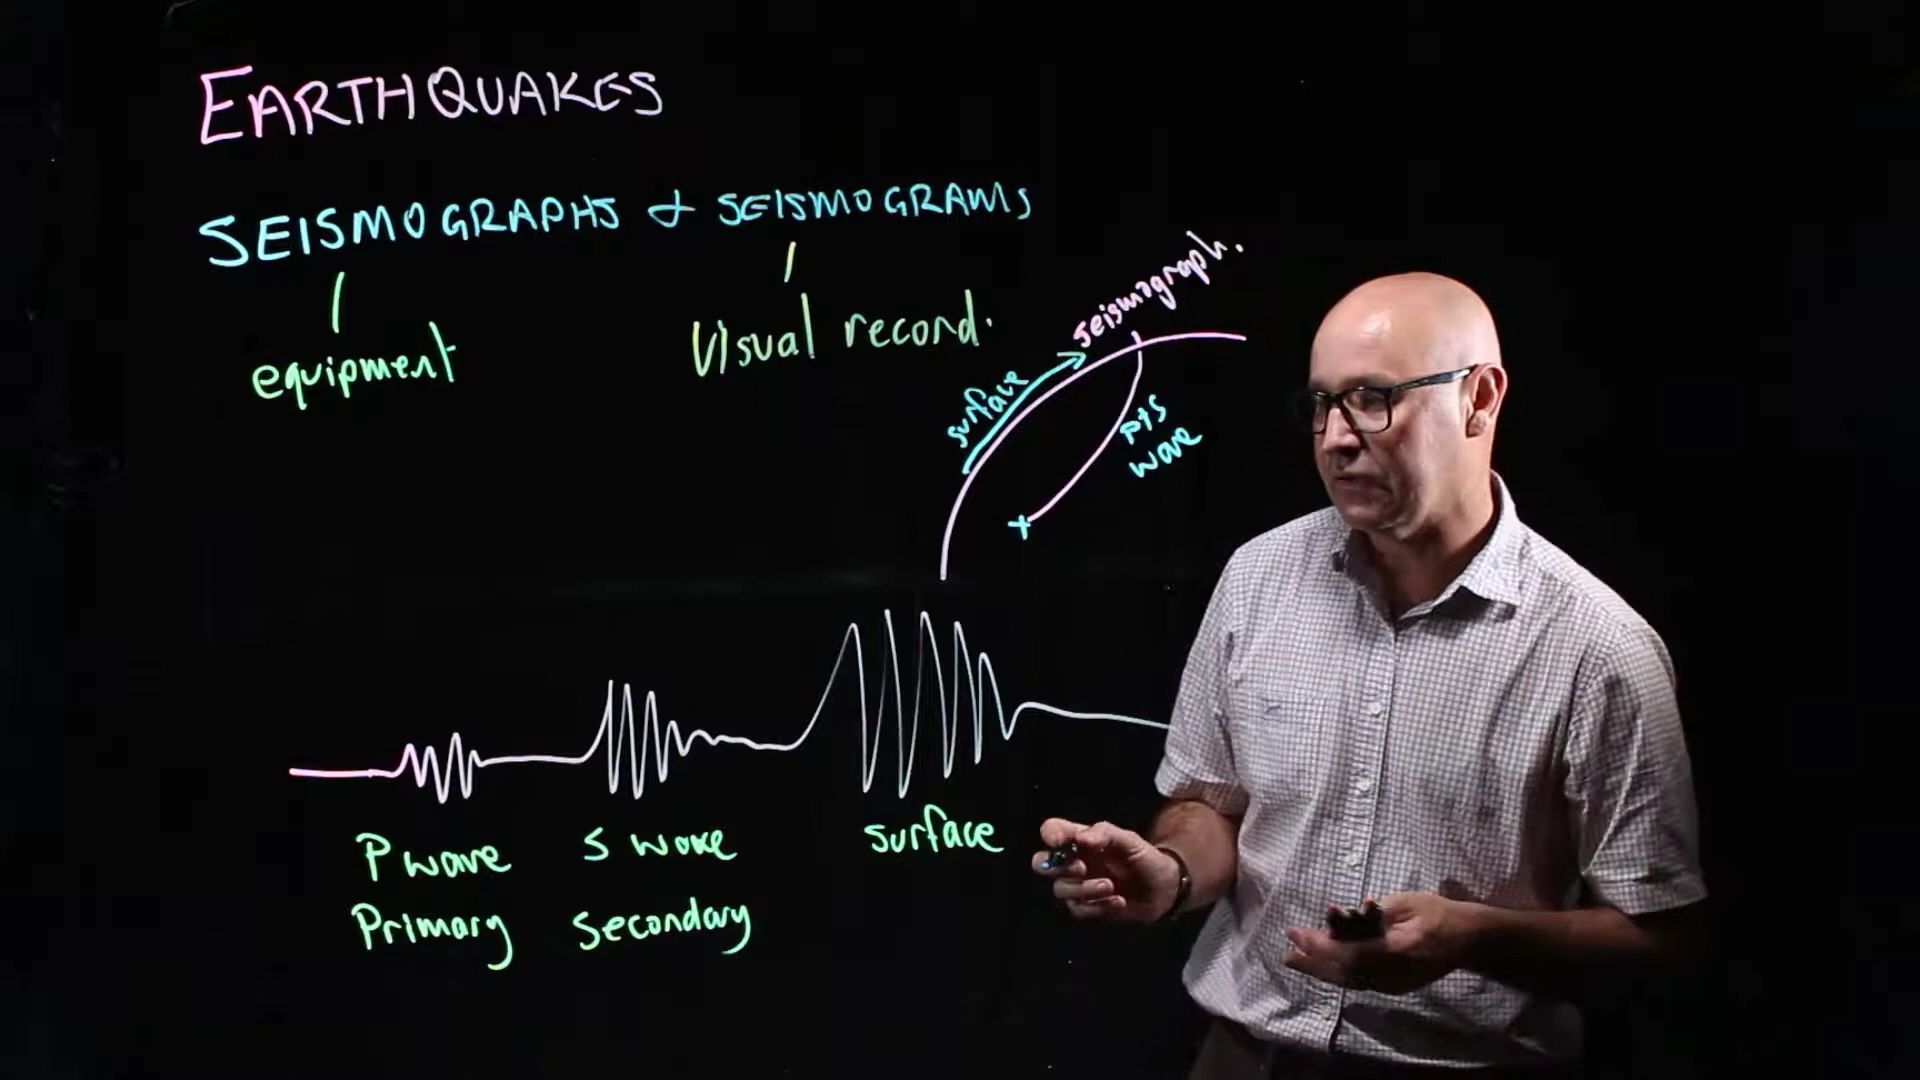 EARTHQUAKES
SEISMOGRAPHS & SEISMOGRAMS
equipment
Visual record.
seismograph.
surface
P+S
wave
P wave
S wave
surface
Primary
Secondary